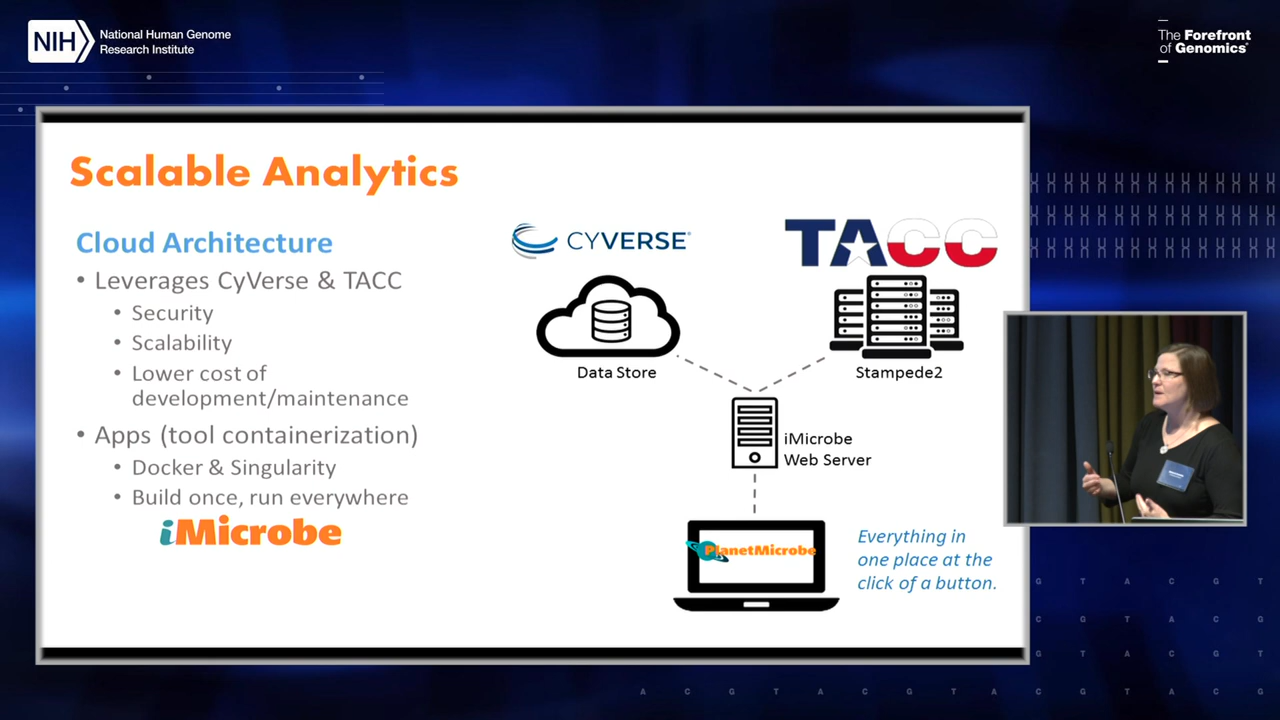 NIH
National Human Genome
Research Institute
The Forefront
of Genomics®
Scalable Analytics
Cloud Architecture
• Leverages CyVerse & TACC
• Security
• Scalability
• Lower cost of
development/maintenance
• Apps (tool containerization)
• Docker & Singularity
• Build once, run everywhere
iMicrobe
CYVERSE®
TACC
Data Store
Stampede2
iMicrobe
Web Server
PlanetMicrobe
Everything in
one place at the
click of a button.
G T A C G T
C G T A C G
G T A C G T
A C G T A C G T A C G T A C G